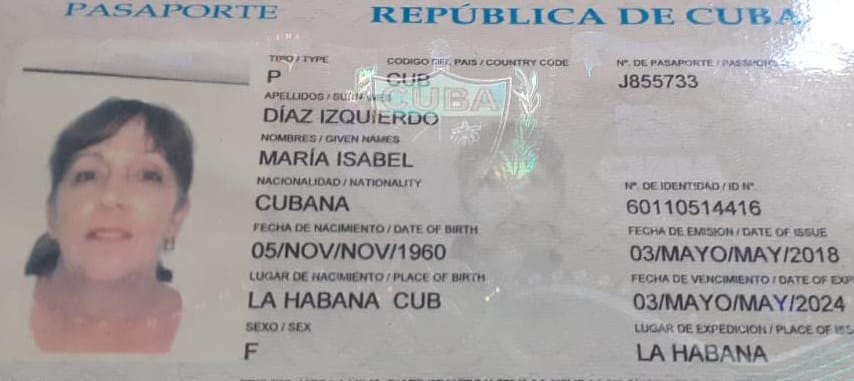 PASAPORTE REPÚBLICA DE CUBA
TIPO / TYPE CODIGO DEL PAIS / COUNTRY CODE Nº. DE PASAPORTE /
P CUB J855733
APELLIDOS / SURNAMES
CUBA
DÍAZ IZQUIERDO
NOMBRES / GIVEN NAMES
MARÍA ISABEL
NACIONALIDAD / NATIONALITY Nº. DE IDENTIDAD / ID Nº.
CUBANA 60110514416
FECHA DE NACIMIENTO / DATE OF BIRTH FECHA DE EMISION / DATE OF ISSUE
05/NOV/NOV/1960 03/MAYO/MAY/2018
LUGAR DE NACIMIENTO / PLACE OF BIRTH FECHA DE VENCIMIENTO / DATE OF EXP
LA HABANA CUB 03/MAYO/MAY/2024
SEXO / SEX LUGAR DE EXPEDICION / PLACE OF ISS
F LA HABANA